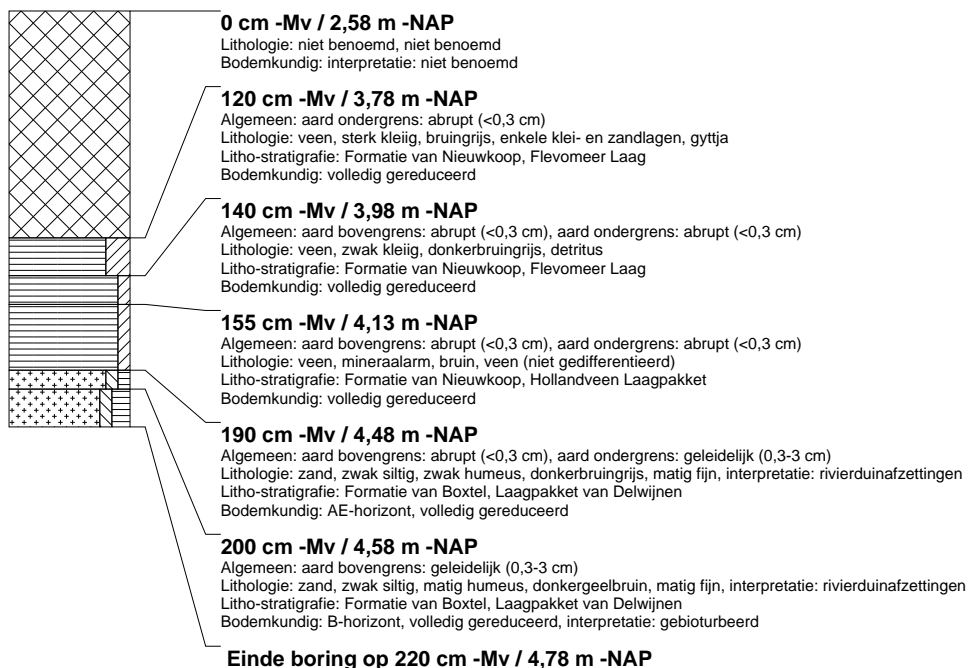 0 cm -Mv / 2,58 m -NAP
Lithologie: niet benoemd, niet benoemd
Bodemkundig: interpretatie: niet benoemd
120 cm -Mv / 3,78 m -NAP
Algemeen: aard ondergrens: abrupt (<0,3 cm)
Lithologie: veen, sterk kleiig, bruingrijs, enkele klei- en zandlagen, gyttja
Litho-stratigrafie: Formatie van Nieuwkoop, Flevomeer Laag
Bodemkundig: volledig gereduceerd
140 cm -Mv / 3,98 m -NAP
Algemeen: aard bovengrens: abrupt (<0,3 cm), aard ondergrens: abrupt (<0,3 cm)
Lithologie: veen, zwak kleiig, donkerbruingrijs, detritus
Litho-stratigrafie: Formatie van Nieuwkoop, Flevomeer Laag
Bodemkundig: volledig gereduceerd
155 cm -Mv / 4,13 m -NAP
Algemeen: aard bovengrens: abrupt (<0,3 cm), aard ondergrens: abrupt (<0,3 cm)
Lithologie: veen, mineraalarm, bruin, veen (niet gedifferentieerd)
Litho-stratigrafie: Formatie van Nieuwkoop, Hollandveen Laagpakket
Bodemkundig: volledig gereduceerd
190 cm -Mv / 4,48 m -NAP
Algemeen: aard bovengrens: abrupt (<0,3 cm), aard ondergrens: geleidelijk (0,3-3 cm)
Lithologie: zand, zwak siltig, zwak humeus, donkerbruingrijs, matig fijn, interpretatie: rivierduinafzettingen
Litho-stratigrafie: Formatie van Boxtel, Laagpakket van Delwijnen
Bodemkundig: AE-horizont, volledig gereduceerd
200 cm -Mv / 4,58 m -NAP
Algemeen: aard bovengrens: geleidelijk (0,3-3 cm)
Lithologie: zand, zwak siltig, matig humeus, donkergeelbruin, matig fijn, interpretatie: rivierduinafzettingen
Litho-stratigrafie: Formatie van Boxtel, Laagpakket van Delwijnen
Bodemkundig: B-horizont, volledig gereduceerd, interpretatie: gebioturbeerd
Einde boring op 220 cm -Mv / 4,78 m -NAP